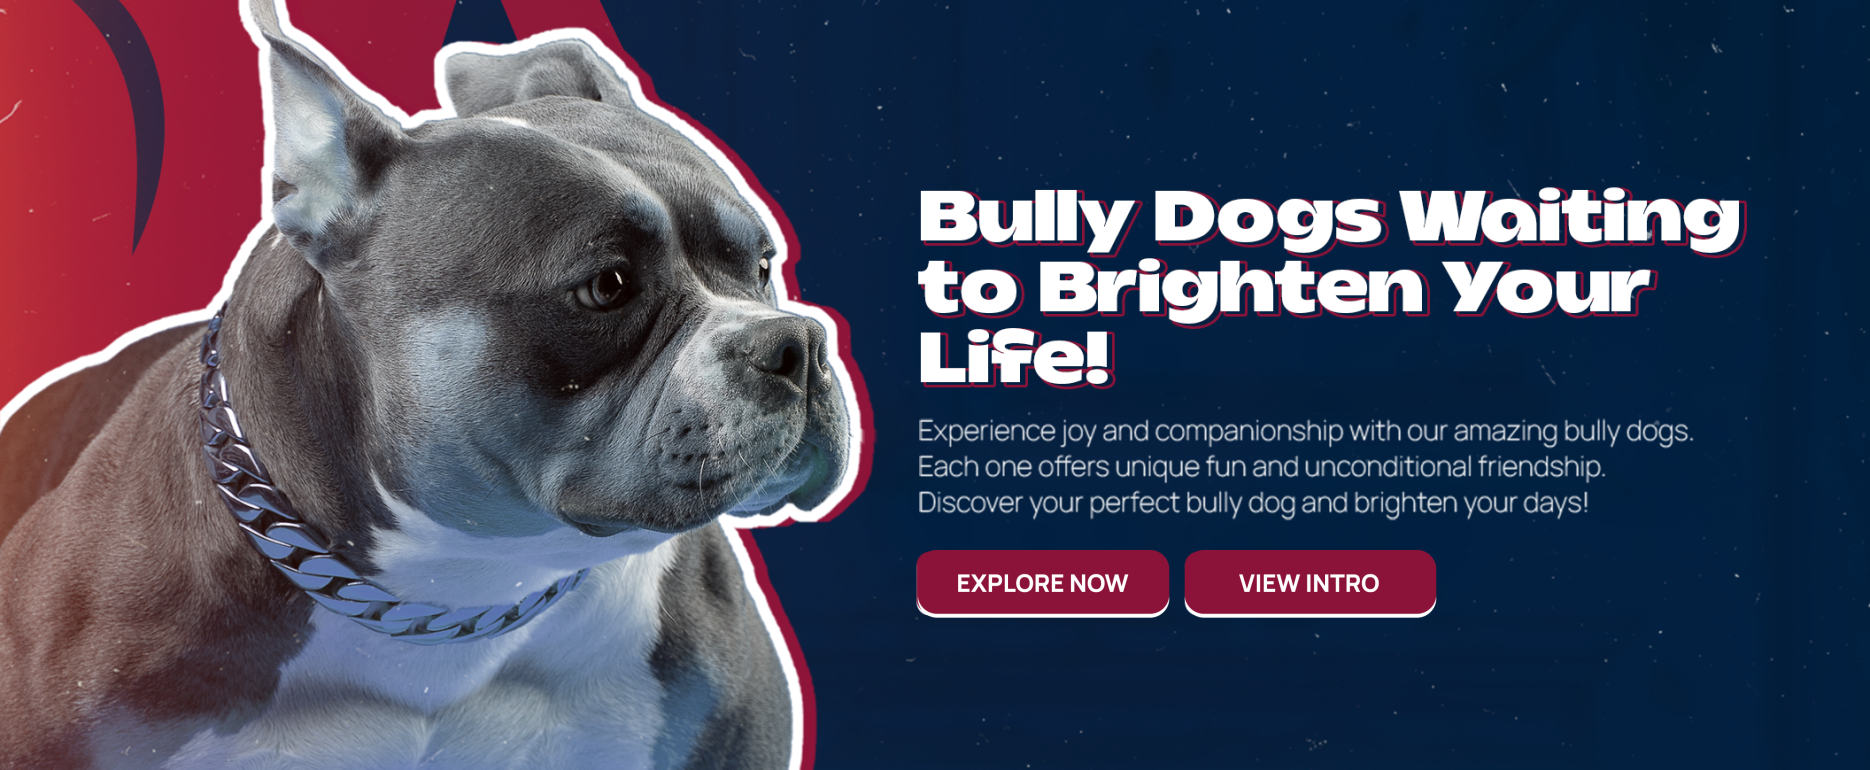 Bully Dogs Waiting
to Brighten Your
Life!
Experience joy and companionship with our amazing bully dogs.
Each one offers unique fun and unconditional friendship.
Discover your perfect bully dog and brighten your days!
EXPLORE NOW
VIEW INTRO